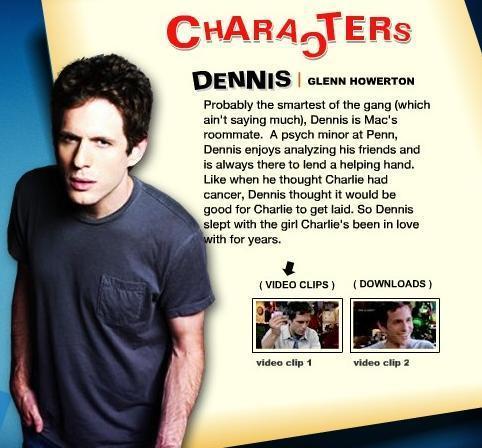 CHARACTERS
DENNIS | GLENN HOWERTON
Probably the smartest of the gang (which
ain't saying much), Dennis is Mac's
roommate. A psych minor at Penn,
Dennis enjoys analyzing his friends and
is always there to lend a helping hand.
Like when he thought Charlie had
cancer, Dennis thought it would be
good for Charlie to get laid. So Dennis
slept with the girl Charlie's been in love
with for years.
( VIDEO CLIPS ) ( DOWNLOADS )
video clip 1 video clip 2